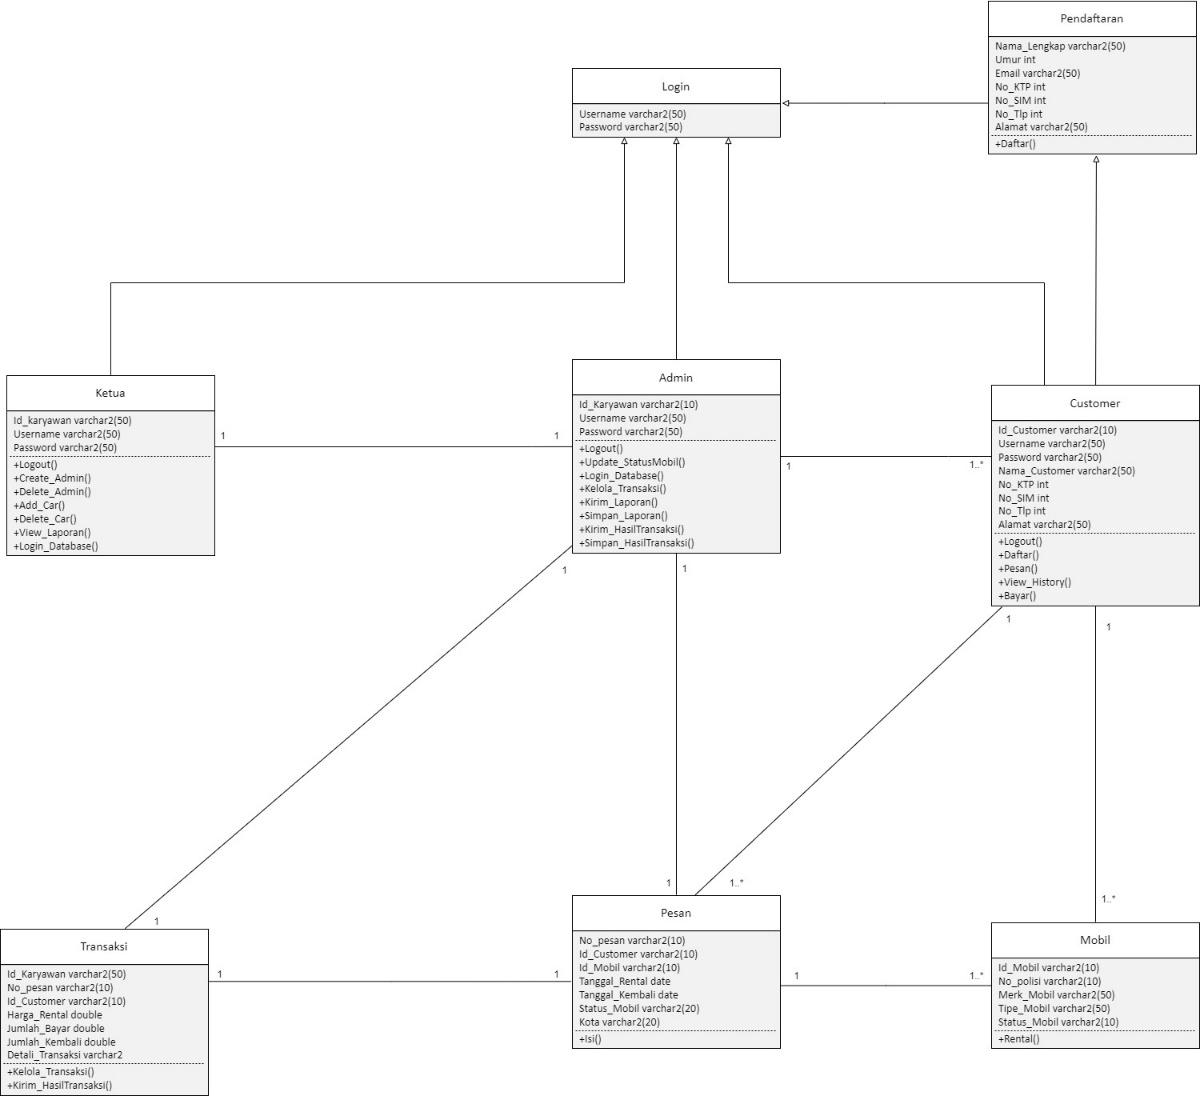 Pendaftaran
Nama_Lengkap varchar2(50)
Umur int
Email varchar2(50)
No_KTP int
No_SIM int
No_Tlp int
Alamat varchar2(50)
+Daftar()
Login
Username varchar2(50)
Password varchar2(50)
Ketua
Id_karyawan varchar2(50)
Username varchar2(50)
Password varchar2(50)
+Logout()
+Create_Admin()
+Delete_Admin()
+Add_Car()
+Delete_Car()
+View_Laporan()
+Login_Database()
1
1
Admin
Id_Karyawan varchar2(10)
Username varchar2(50)
Password varchar2(50)
+Logout()
+Update_StatusMobil()
+Login_Database()
+Kelola_Transaksi()
+Kirim_Laporan()
+Simpan_Laporan()
+Kirim_HasilTransaksi()
+Simpan_HasilTransaksi()
1
1..*
Customer
Id_Customer varchar2(10)
Username varchar2(50)
Password varchar2(50)
Nama_Customer varchar2(50)
No_KTP int
No_SIM int
No_Tlp int
Alamat varchar2(50)
+Logout()
+Daftar()
+Pesan()
+View_History()
+Bayar()
1
1
1
1
1
1
1..*
1..*
Transaksi
Id_Karyawan varchar2(50)
No_pesan varchar2(10)
Id_Customer varchar2(10)
Harga_Rental double
Jumlah_Bayar double
Jumlah_Kembali double
Detali_Transaksi varchar2
+Kelola_Transaksi()
+Kirim_HasilTransaksi()
1
1
Pesan
No_pesan varchar2(10)
Id_Customer varchar2(10)
Id_Mobil varchar2(10)
Tanggal_Rental date
Tanggal_Kembali date
Status_Mobil varchar2(20)
Kota varchar2(20)
+Isi()
1
1..*
Mobil
Id_Mobil varchar2(10)
No_polisi varchar2(10)
Merk_Mobil varchar2(50)
Tipe_Mobil varchar2(50)
Status_Mobil varchar2(10)
+Rental()